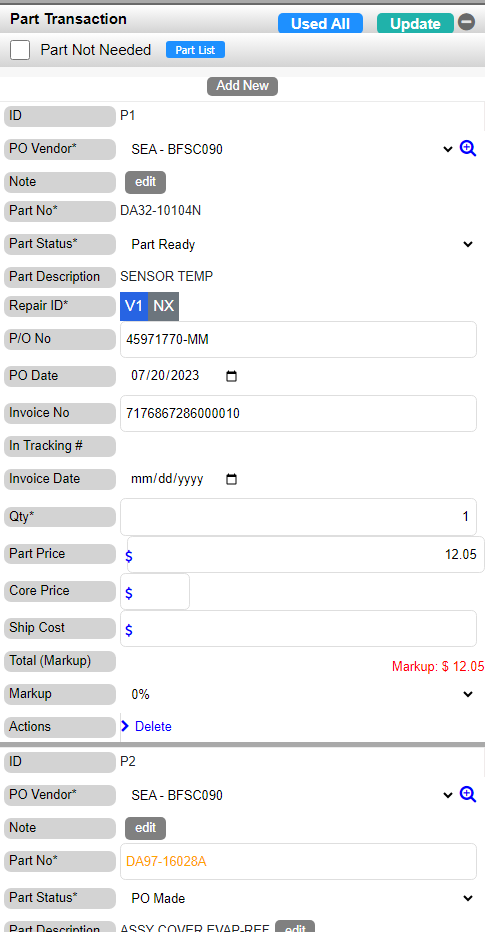 Part Transaction Used All Update
Part Not Needed Part List
Add New
ID P1
PO Vendor* SEA - BFSC090
Note edit
Part No* DA32-10104N
Part Status* Part Ready
Part Description SENSOR TEMP
Repair ID* V1 NX
P/O No 45971770-MM
PO Date 07/20/2023
Invoice No 7176867286000010
In Tracking #
Invoice Date mm/dd/yyyy
Qty* 1
Part Price $ 12.05
Core Price $
Ship Cost $
Total (Markup) Markup: $ 12.05
Markup 0%
Actions Delete
ID P2
PO Vendor* SEA - BFSC090
Note edit
Part No* DA97-16028A
Part Status* PO Made
Part Description ASSY COVER EVAP-REF edit